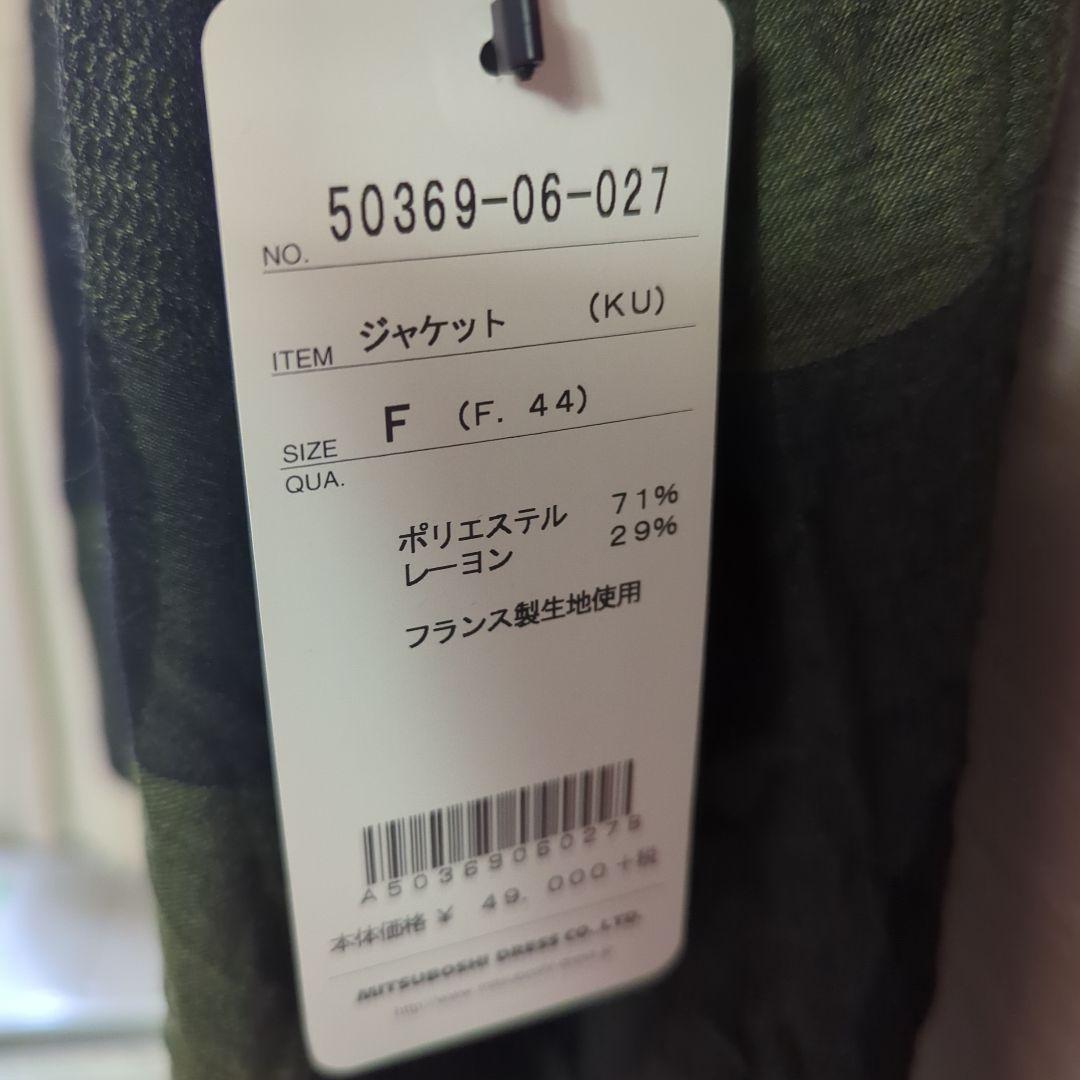 NO. 50369-06-027
ITEM ジャケット (KU)
SIZE F (F. 44)
QUA.
ポリエステル 71%
レーヨン 29%
フランス製生地使用
本体価格 ¥ 49,000+税
MITSUBOSHI DRESS CO. LTD.